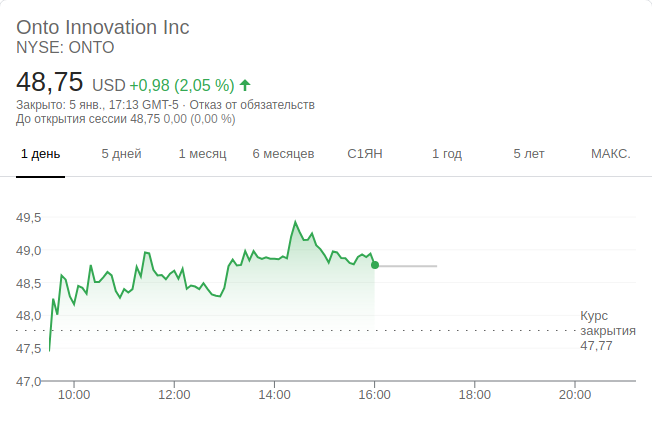 Onto Innovation Inc
NYSE: ONTO
48,75 USD +0,98 (2,05 %)
Закрыто: 5 янв., 17:13 GMT-5 · Отказ от обязательств
До открытия сессии 48,75 0,00 (0,00 %)
1 день 5 дней 1 месяц 6 месяцев С1ЯН 1 год 5 лет МАКС.
49,5
49,0
48,5
48,0
47,5
47,0
Курс
закрытия
47,77
10:00 12:00 14:00 16:00 18:00 20:00